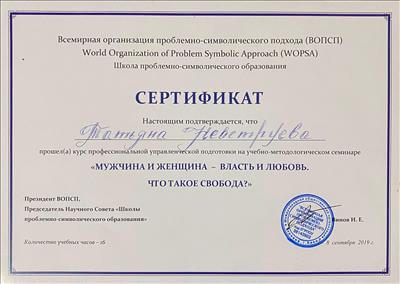 Всемирная организация проблемно-символического подхода (ВОПСП)
World Organization of Problem Symbolic Approach (WOPSA)
Школа проблемно-символического образования
СЕРТИФИКАТ
Настоящим подтверждается, что
Татьяна Неветруева
прошел(а) курс профессиональной управленческой подготовки на учебно-методическом семинаре
«МУЖЧИНА И ЖЕНЩИНА – ВЛАСТЬ И ЛЮБОВЬ.
ЧТО ТАКОЕ СВОБОДА?»
Президент ВОПСП.
Председатель Научного Совета «Школы
проблемно-символического образования»
И. Е.
Количество учебных часов – 16
8 сентября 2019 г.